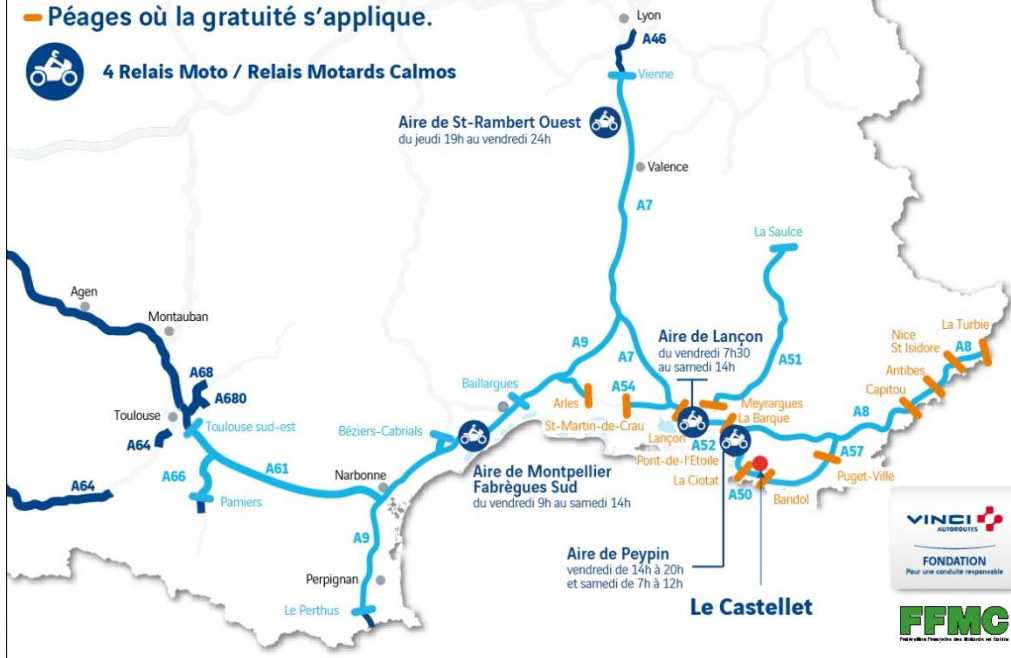 Péages où la gratuité s’applique.
4 Relais Moto / Relais Motards Calmos
Lyon
A46
Vienne
Aire de St-Rambert Ouest
du jeudi 19h au vendredi 24h
Valence
A7
La Saulce
Agen
Montauban
A68
A680
Toulouse
Toulouse sud-est
A64
A64
A66
A61
Pamiers
Narbonne
A9
Perpignan
Le Perthus
Béziers-Cabrials
Baillargues
Aire de Montpellier
Fabrègues Sud
du vendredi 9h au samedi 14h
A9
A7
Arles
A54
St-Martin-de-Crau
Aire de Lançon
du vendredi 7h30
au samedi 14h
A51
Meyrargues
La Barque
Lançon
A52
Pont-de-l'Etoile
La Ciotat
A50
Bandol
A57
Puget-Ville
A8
Capitou
Antibes
Nice
St Isidore
A8
La Turbie
Aire de Peypin
vendredi de 14h à 20h
et samedi de 7h à 12h
Le Castellet
VINCI
AUTOROUTES
FONDATION
Pour une conduite responsable
FFMC
Fédération Française des Motards en Colère